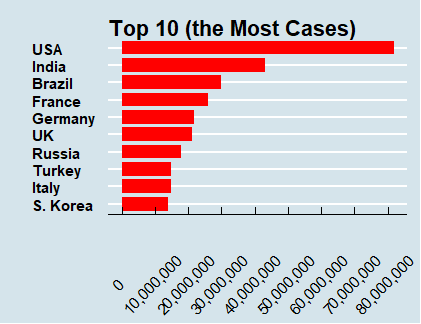 Top 10 (the Most Cases)
USA
India
Brazil
France
Germany
UK
Russia
Turkey
Italy
S. Korea
0
10,000,000
20,000,000
30,000,000
40,000,000
50,000,000
60,000,000
70,000,000
80,000,000